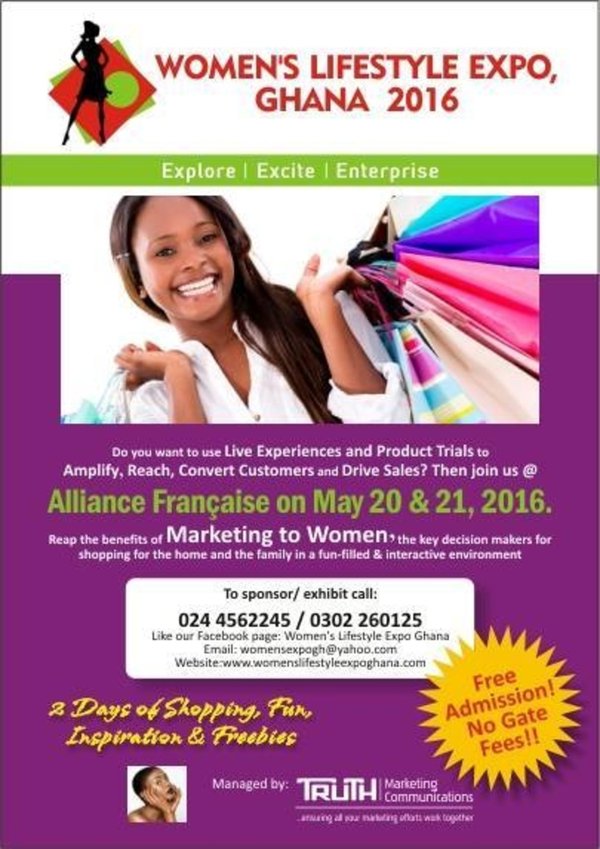 WOMEN'S LIFESTYLE EXPO,
GHANA 2016
Explore | Excite | Enterprise
Do you want to use Live Experiences and Product Trials to
Amplify, Reach, Convert Customers and Drive Sales? Then join us @
Alliance Française on May 20 & 21, 2016.
Reap the benefits of Marketing to Women, the key decision makers for
shopping for the home and the family in a fun-filled & interactive environment
To sponsor/ exhibit call:
024 4562245 / 0302 260125
Like our Facebook page: Women's Lifestyle Expo Ghana
Email: womensexpogh@yahoo.com
Website:www.womenslifestyleexpoghana.com
Free
Admission!
No Gate
Fees!!
2 Days of Shopping, Fun,
Inspiration & Freebies
Managed by: TRUTH | Marketing
Communications
..ensuring all your marketing efforts work together